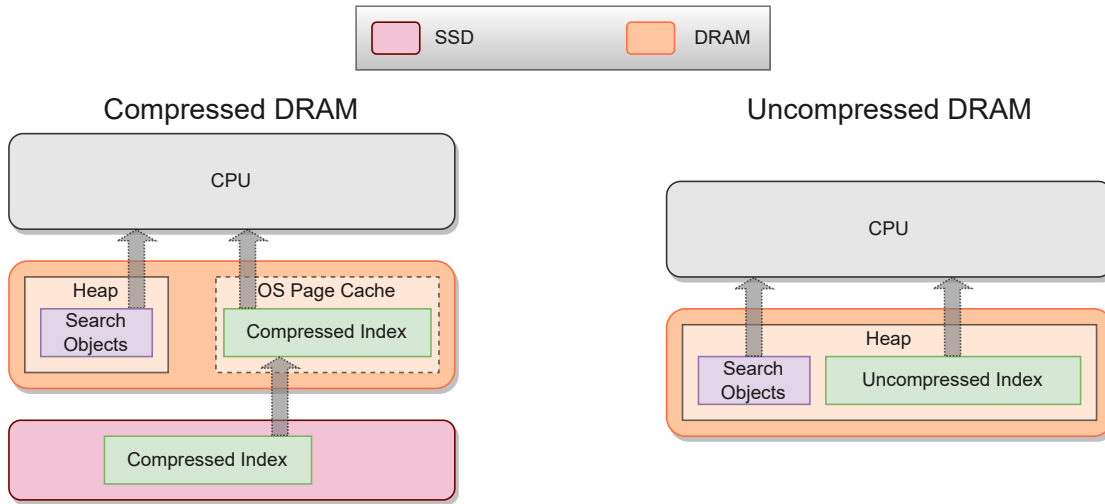 SSD
DRAM
Compressed DRAM
CPU
Heap
Search
Objects
OS Page Cache
Compressed Index
Compressed Index
Uncompressed DRAM
CPU
Heap
Search
Objects
Uncompressed Index